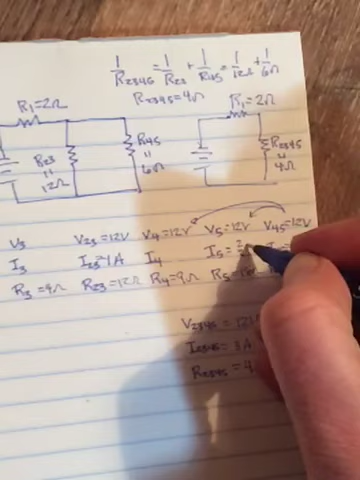 1/R2345 = 1/R23 + 1/R45 = 1/12Ω + 1/6Ω
R2345=4Ω
R1=2Ω
R1=2Ω
R23 = 12Ω
R45 = 6Ω
R2345 = 4Ω
V3 V23=12V V4=12V V5=12V V45=12V
I3 I23=1A I4 I5=
R3=9Ω R23=12Ω R4=9Ω
V2345=12V
I2345=3A
R2345=4